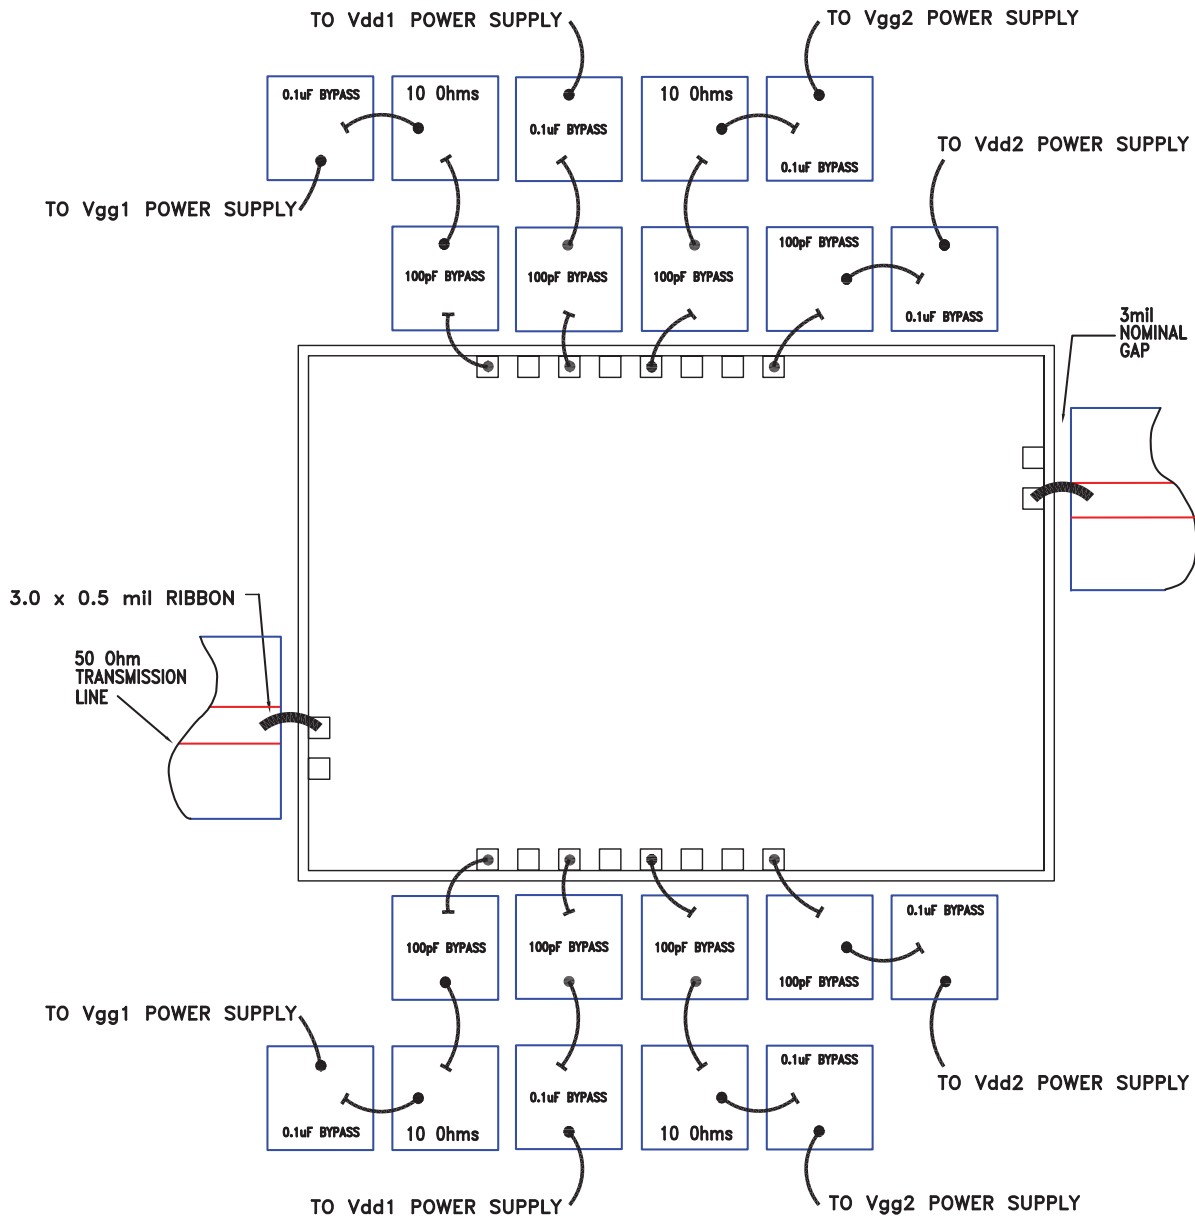 TO Vdd1 POWER SUPPLY
TO Vgg2 POWER SUPPLY
0.1uF BYPASS
10 Ohms
0.1uF BYPASS
10 Ohms
0.1uF BYPASS
TO Vdd2 POWER SUPPLY
TO Vgg1 POWER SUPPLY
100pF BYPASS
100pF BYPASS
100pF BYPASS
100pF BYPASS
0.1uF BYPASS
3mil
NOMINAL
GAP
3.0 x 0.5 mil RIBBON
50 Ohm
TRANSMISSION
LINE
100pF BYPASS
100pF BYPASS
100pF BYPASS
100pF BYPASS
0.1uF BYPASS
TO Vgg1 POWER SUPPLY
0.1uF BYPASS
10 Ohms
0.1uF BYPASS
10 Ohms
0.1uF BYPASS
TO Vdd2 POWER SUPPLY
TO Vdd1 POWER SUPPLY
TO Vgg2 POWER SUPPLY